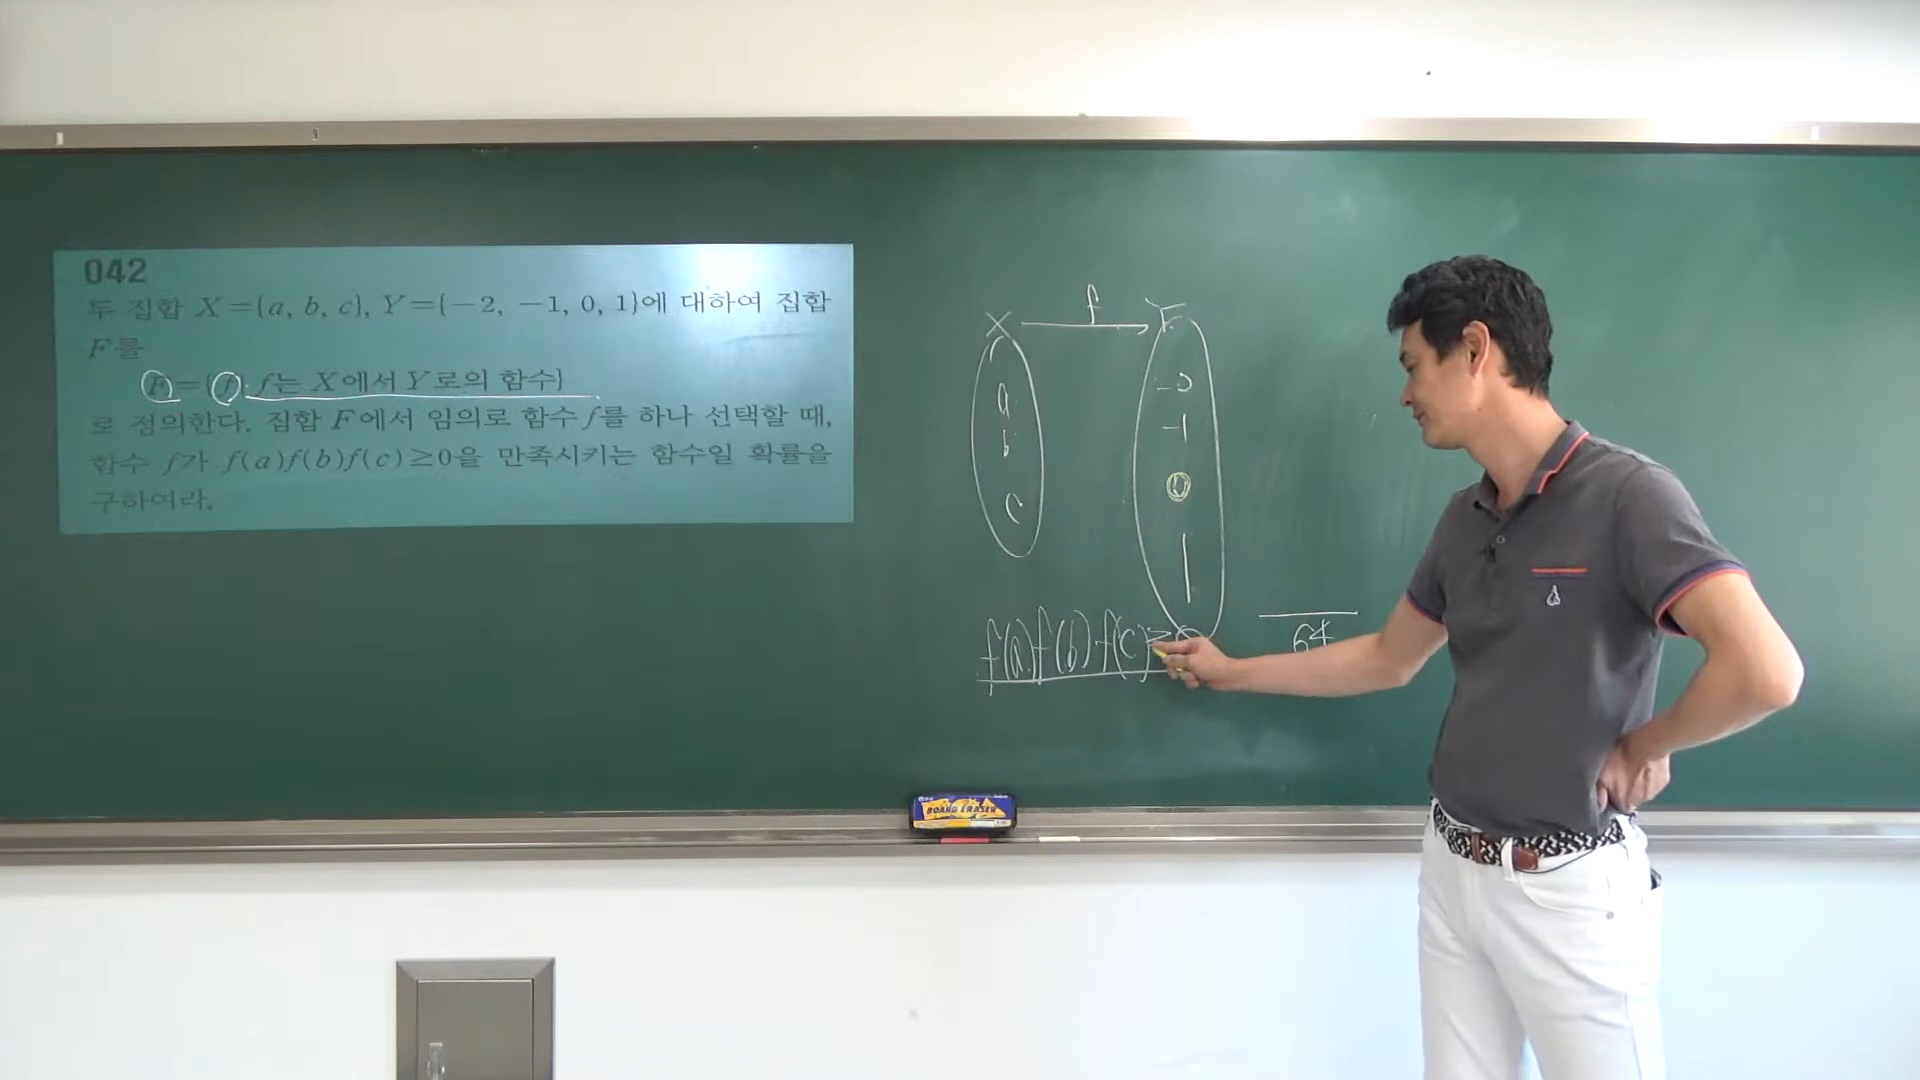 042
두 집합 X={a, b, c}, Y={-2, -1, 0, 1}에 대하여 집합
F를
F={f | f는 X에서 Y로의 함수}
로 정의한다. 집합 F에서 임의로 함수 f를 하나 선택할 때,
함수 f가 f(a)f(b)f(c)≥0을 만족시키는 함수일 확률을
구하여라.
X f Y
a
b
c
-2
-1
0
1
f(a)f(b)f(c)≥0
64
BOARD ERASER